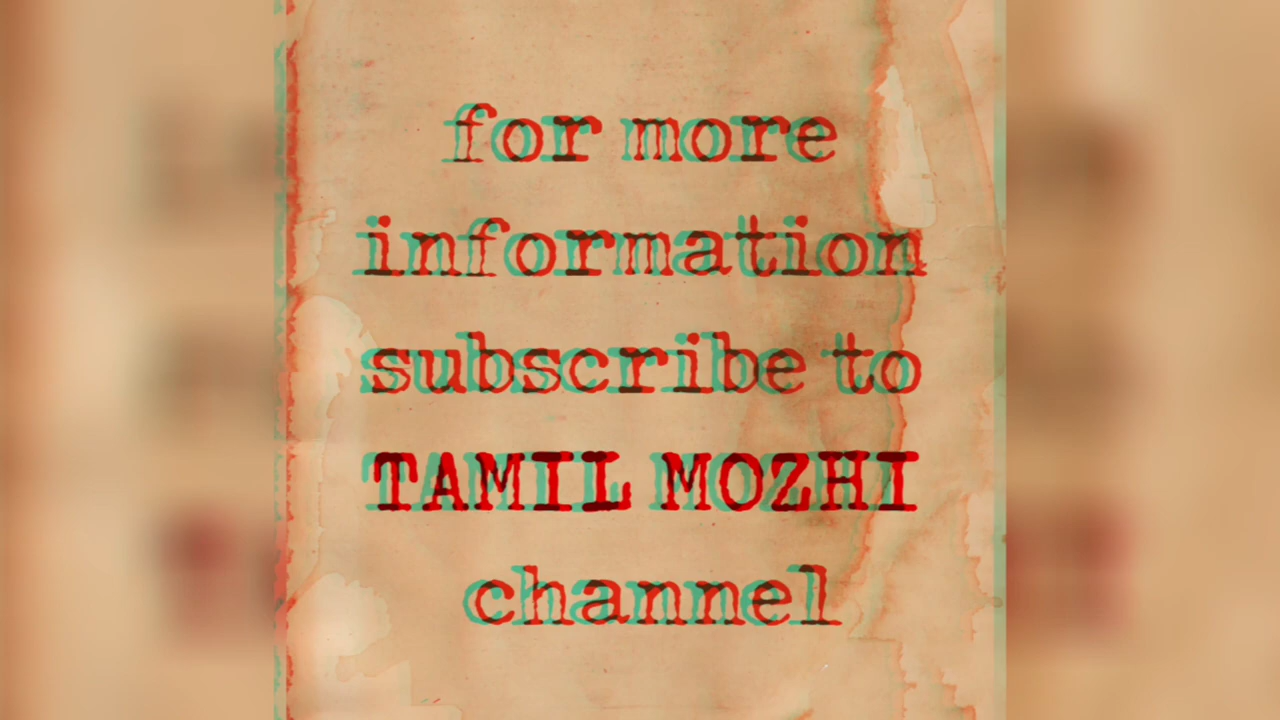 for more
information
subscribe to
TAMIL MOZHI
channel